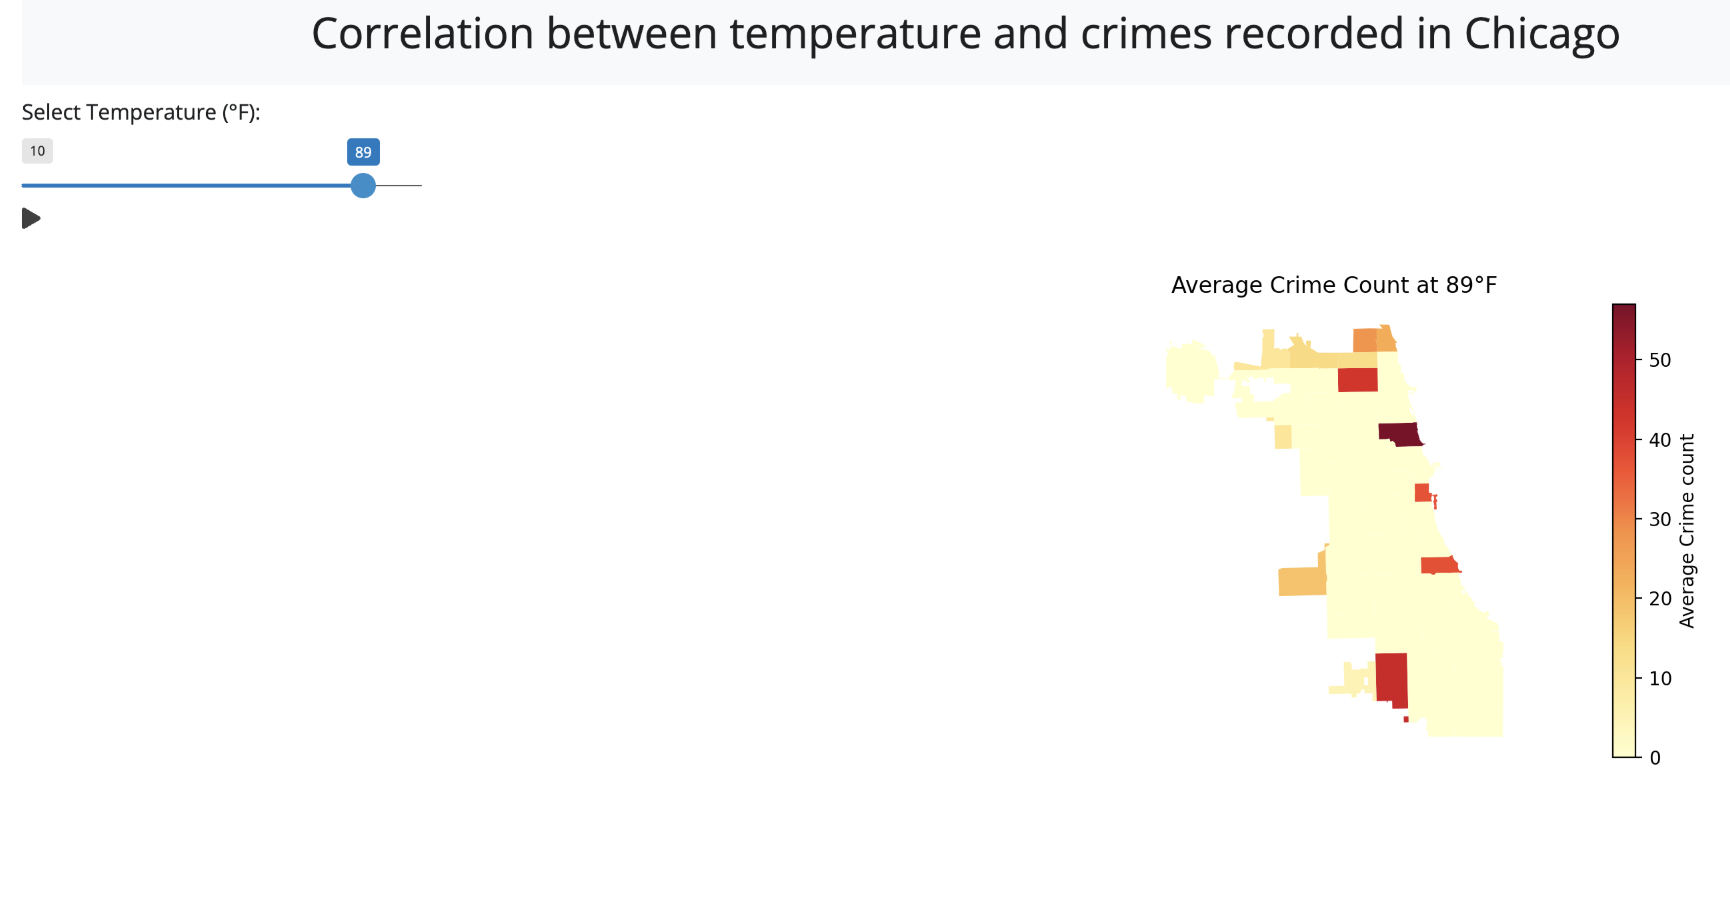 Correlation between temperature and crimes recorded in Chicago
Select Temperature (°F):
10
89
Average Crime Count at 89°F
50
40
30
20
10
0
Average Crime count